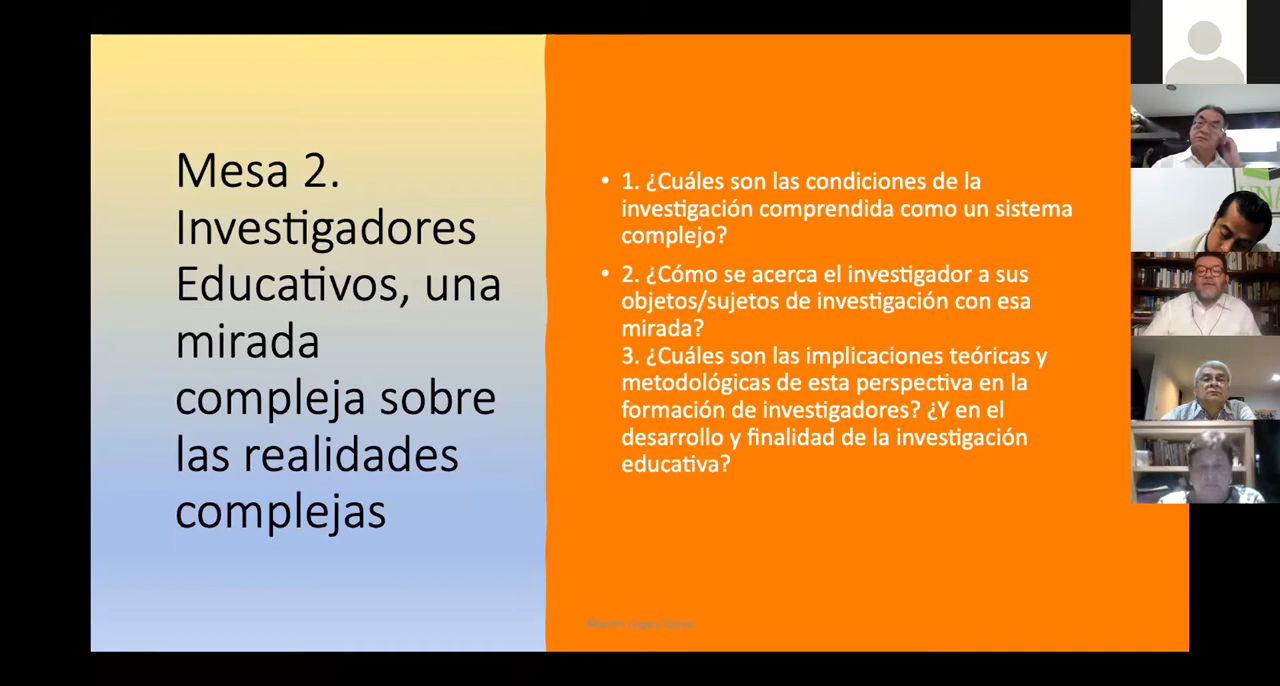 Mesa 2.
Investigadores
Educativos, una
mirada
compleja sobre
las realidades
complejas
• 1. ¿Cuáles son las condiciones de la
investigación comprendida como un sistema
complejo?
• 2. ¿Cómo se acerca el investigador a sus
objetos/sujetos de investigación con esa
mirada?
3. ¿Cuáles son las implicaciones teóricas y
metodológicas de esta perspectiva en la
formación de investigadores? ¿Y en el
desarrollo y finalidad de la investigación
educativa?